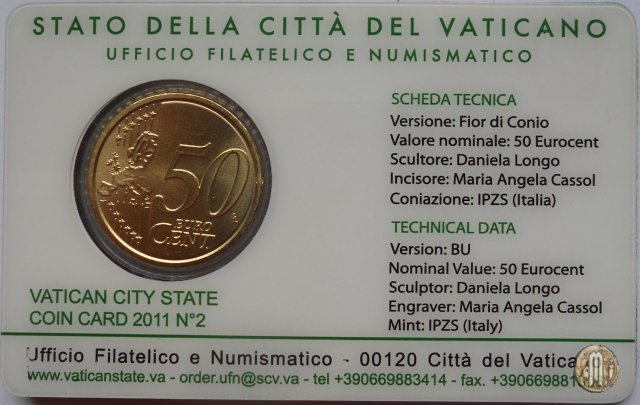 STATO DELLA CITTÀ DEL VATICANO
UFFICIO FILATELICO E NUMISMATICO
50
EURO
CENT
SCHEDA TECNICA
Versione: Fior di Conio
Valore nominale: 50 Eurocent
Scultore: Daniela Longo
Incisore: Maria Angela Cassol
Coniazione: IPZS (Italia)
TECHNICAL DATA
Version: BU
Nominal Value: 50 Eurocent
Sculptor: Daniela Longo
Engraver: Maria Angela Cassol
Mint: IPZS (Italy)
VATICAN CITY STATE
COIN CARD 2011 N°2
Ufficio Filatelico e Numismatico - 00120 Città del
www.vaticanstate.va - order.ufn@scv.va - tel +390669883414 - fax.